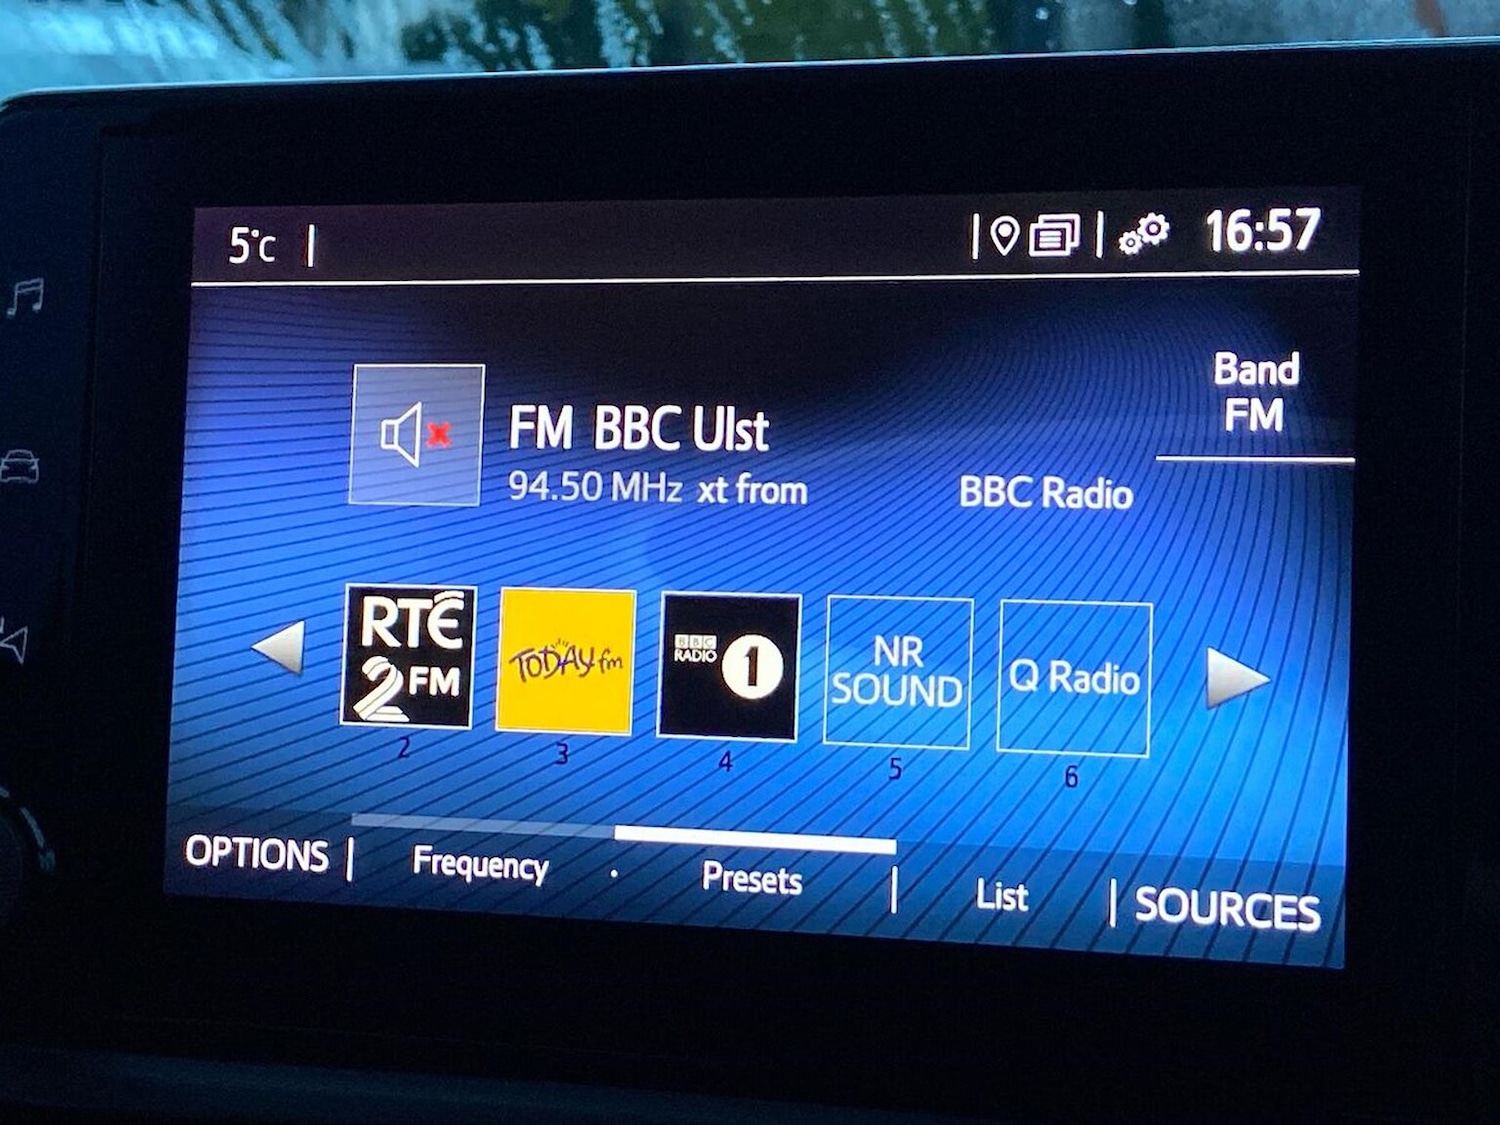 5°C
16:57
Band
FM
FM BBC Ulst
94.50 MHz xt from BBC Radio
RTÉ
2FM
TODAY fm
BBC
RADIO 1
NR
SOUND
Q Radio
2 3 4 5 6
OPTIONS Frequency · Presets List SOURCES